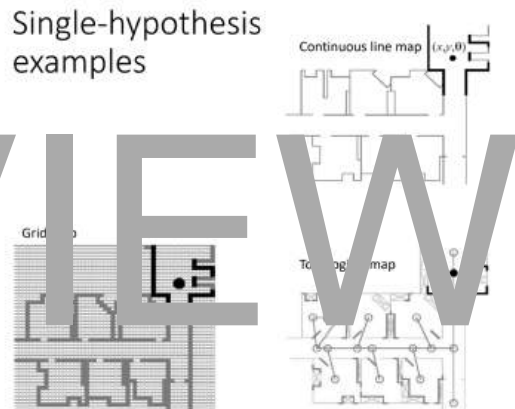 Single-hypothesis
examples
Continuous line map
(x,y,θ)
VIEW